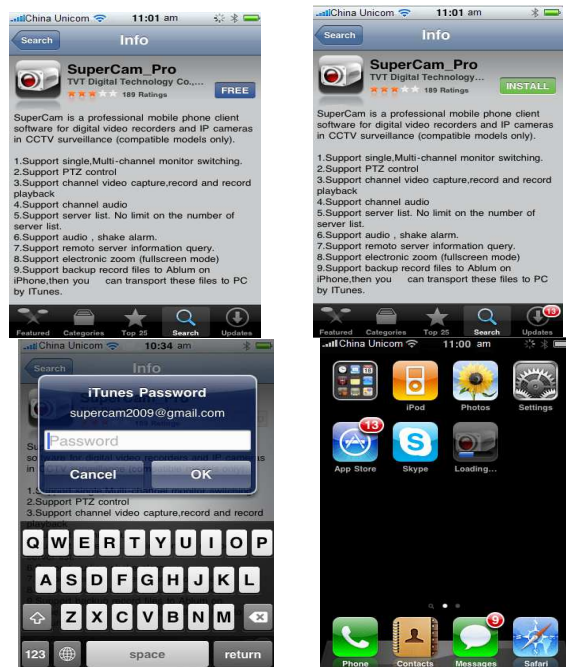 China Unicom 11:01 am
Search Info
SuperCam_Pro
TVT Digital Technology Co.,...
189 Ratings
FREE
SuperCam is a professional mobile phone client
software for digital video recorders and IP cameras
in CCTV surveillance (compatible models only).
1.Support single,Multi-channel monitor switching.
2.Support PTZ control
3.Support channel video capture,record and record
playback
4.Support channel audio
5.Support server list. No limit on the number of
server list.
6.Support audio , shake alarm.
7.Support remoto server information query.
8.Support electronic zoom (fullscreen mode)
9.Support backup record files to Ablum on
iPhone,then you can transport these files to PC
by ITunes.
Featured Categories Top 25 Search Updates
China Unicom 11:01 am
Search Info
SuperCam_Pro
TVT Digital Technology...
189 Ratings
INSTALL
SuperCam is a professional mobile phone client
software for digital video recorders and IP cameras
in CCTV surveillance (compatible models only).
1.Support single,Multi-channel monitor switching.
2.Support PTZ control
3.Support channel video capture,record and record
playback
4.Support channel audio
5.Support server list. No limit on the number of
server list.
6.Support audio , shake alarm.
7.Support remoto server information query.
8.Support electronic zoom (fullscreen mode)
9.Support backup record files to Ablum on
iPhone,then you can transport these files to PC
by ITunes.
13
Featured Categories Top 25 Search Updates
China Unicom 10:34 am
Search Info
iTunes Password
supercam2009@gmail.com
Password
Cancel OK
2.Support PTZ control
3.Support channel video capture,record and record
playback
Q W E R T Y U I O P
A S D F G H J K L
Z X C V B N M
123 space return
China Unicom 11:00 am
iPod Photos Settings
13
App Store Skype Loading...
9
Phone Contacts Messages Safari